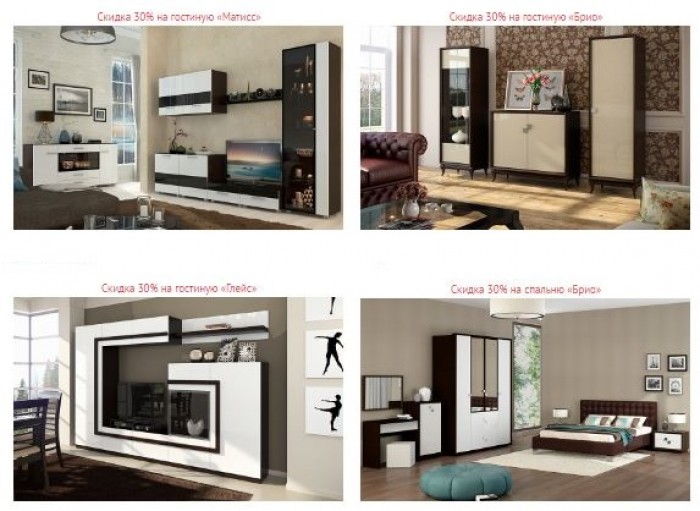 Скидка 30% на гостиную «Матисс»
Скидка 30% на гостиную «Брио»
Скидка 30% на гостиную «Глейс»
Скидка 30% на спальню «Брио»